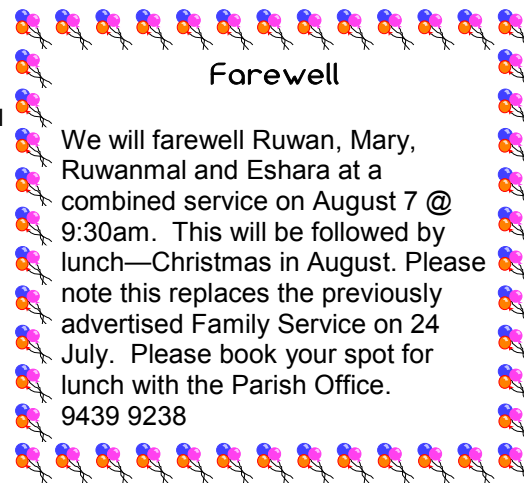 Farewell
We will farewell Ruwan, Mary,
Ruwanmal and Eshara at a
combined service on August 7 @
9:30am.  This will be followed by
lunch—Christmas in August. Please
note this replaces the previously
advertised Family Service on 24
July.  Please book your spot for
lunch with the Parish Office.
9439 9238